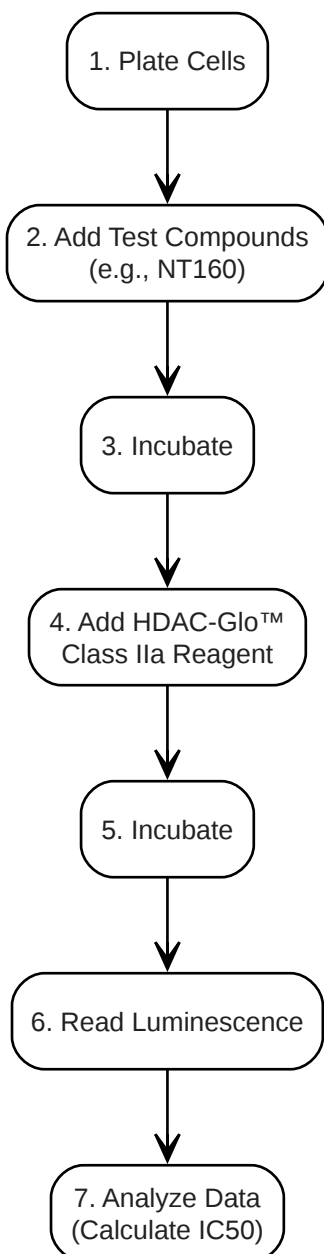 1. Plate Cells
2. Add Test Compounds
(e.g., NT160)
3. Incubate
4. Add HDAC-Glo™
Class IIa Reagent
5. Incubate
6. Read Luminescence
7. Analyze Data
(Calculate IC50)